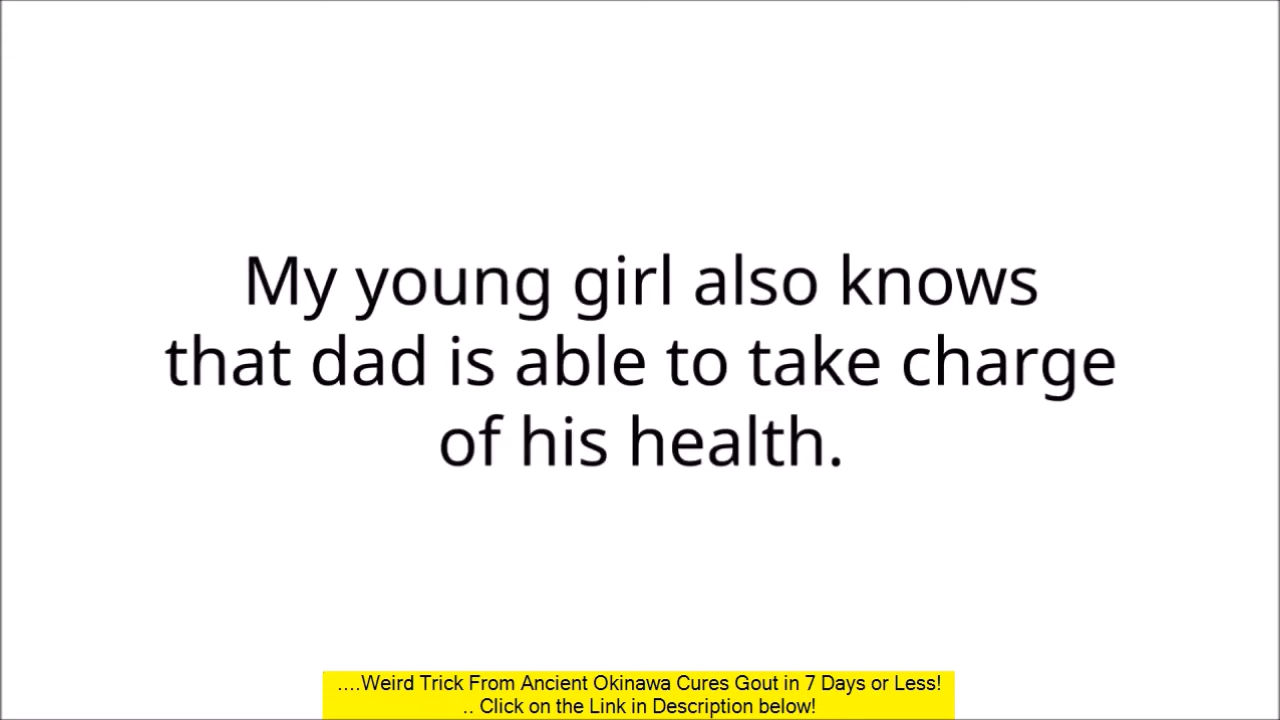 My young girl also knows
that dad is able to take charge
of his health.
....Weird Trick From Ancient Okinawa Cures Gout in 7 Days or Less!
.. Click on the Link in Description below!